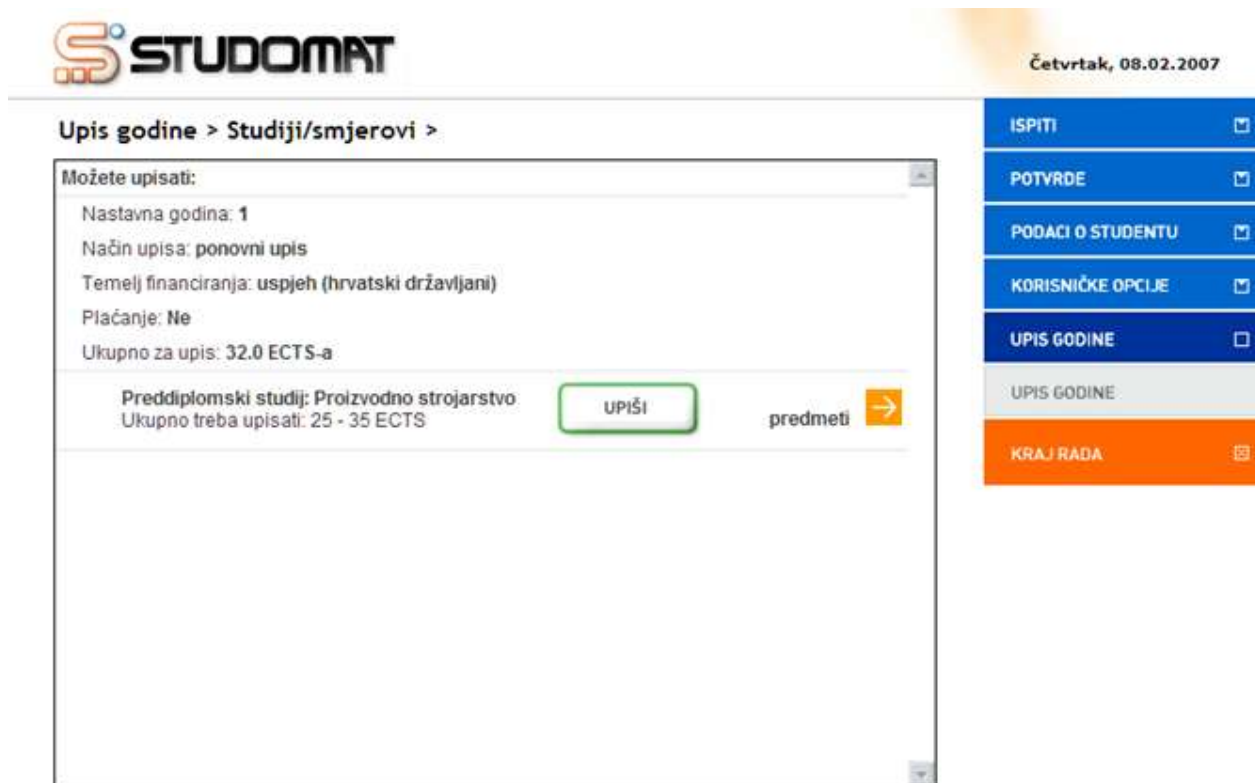 STUDOMAT
Četvrtak, 08.02.2007
Upis godine > Studiji/smjerovi >
Možete upisati:
Nastavna godina: 1
Način upisa: ponovni upis
Temelj financiranja: uspjeh (hrvatski državljani)
Plaćanje: Ne
Ukupno za upis: 32.0 ECTS-a
Preddiplomski studij: Proizvodno strojarstvo
Ukupno treba upisati: 25 - 35 ECTS
UPIŠI
predmeti
ISPITI
POTVRDE
PODACI O STUDENTU
KORISNIČKE OPCIJE
UPIS GODINE
UPIS GODINE
KRAJ RADA